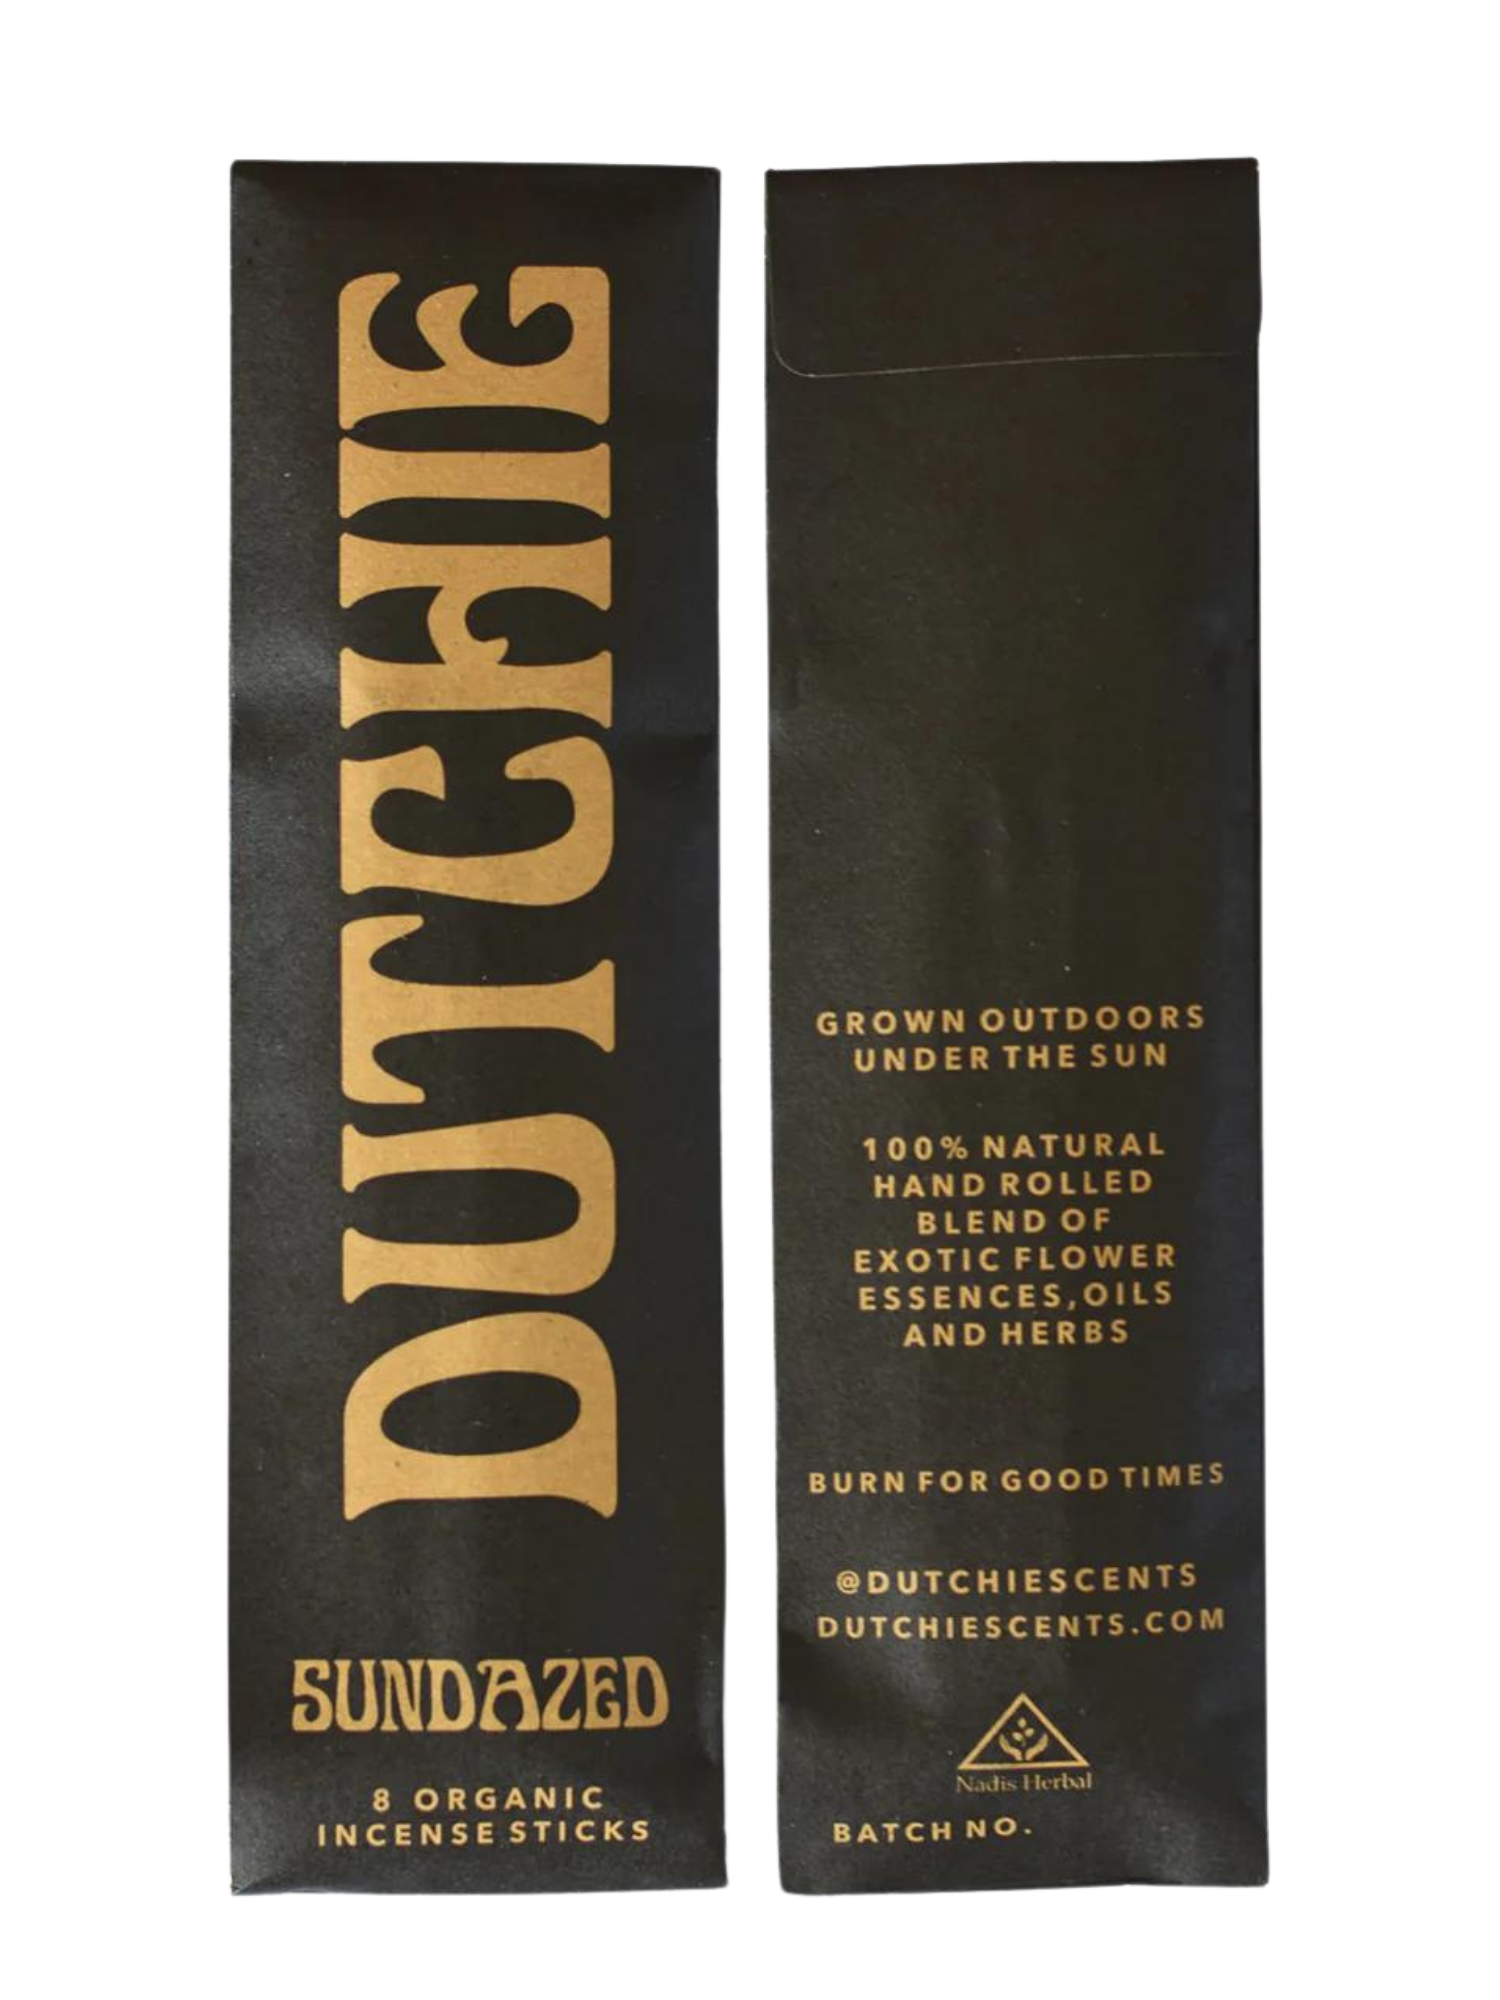 DUTCHIE
SUNDAZED
8 ORGANIC
INCENSE STICKS
GROWN OUTDOORS
UNDER THE SUN
100% NATURAL
HAND ROLLED
BLEND OF
EXOTIC FLOWER
ESSENCES, OILS
AND HERBS
BURN FOR GOOD TIMES
@DUTCHIESCENTS
DUTCHIESCENTS.COM
Nadis Herbal
BATCH NO.